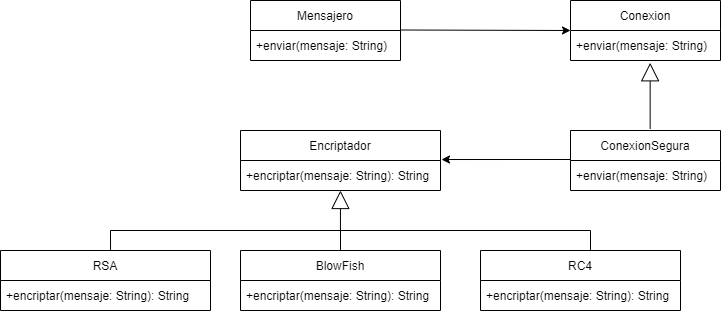 Mensajero
+enviar(mensaje: String)
Conexion
+enviar(mensaje: String)
Encriptador
+encriptar(mensaje: String): String
ConexionSegura
+enviar(mensaje: String)
RSA
+encriptar(mensaje: String): String
BlowFish
+encriptar(mensaje: String): String
RC4
+encriptar(mensaje: String): String